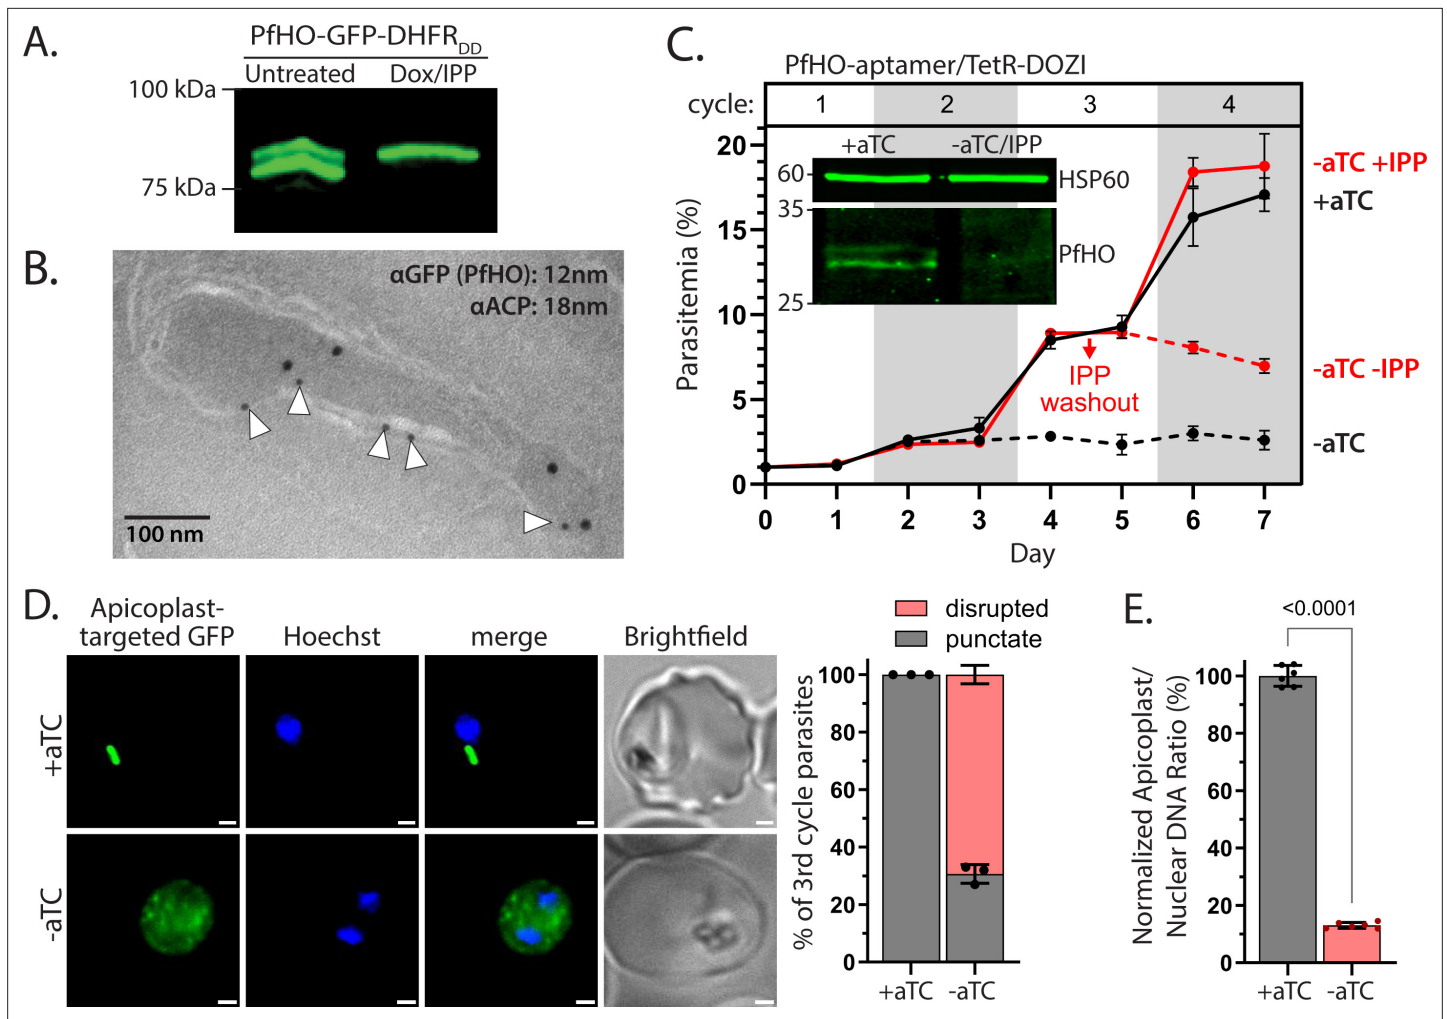 A.
PfHO-GFP-DHFRDD
Untreated
Dox/IPP
100 kDa
75 kDa
B.
αGFP (PfHO): 12nm
αACP: 18nm
100 nm
C.
PfHO-aptamer/TetR-DOZI
cycle:
1
2
3
4
Parasitemia (%)
20
15
10
5
0
+aTC
-aTC/IPP
60
HSP60
35
PfHO
25
IPP
washout
-aTC +IPP
+aTC
-aTC -IPP
-aTC
0
1
2
3
4
5
6
7
Day
D.
Apicoplast-
targeted GFP
Hoechst
merge
Brightfield
+aTC
-aTC
disrupted
punctate
% of 3rd cycle parasites
100
80
60
40
20
0
+aTC
-aTC
E.
<0.0001
Normalized Apicoplast/
Nuclear DNA Ratio (%)
100
80
60
40
20
0
+aTC
-aTC